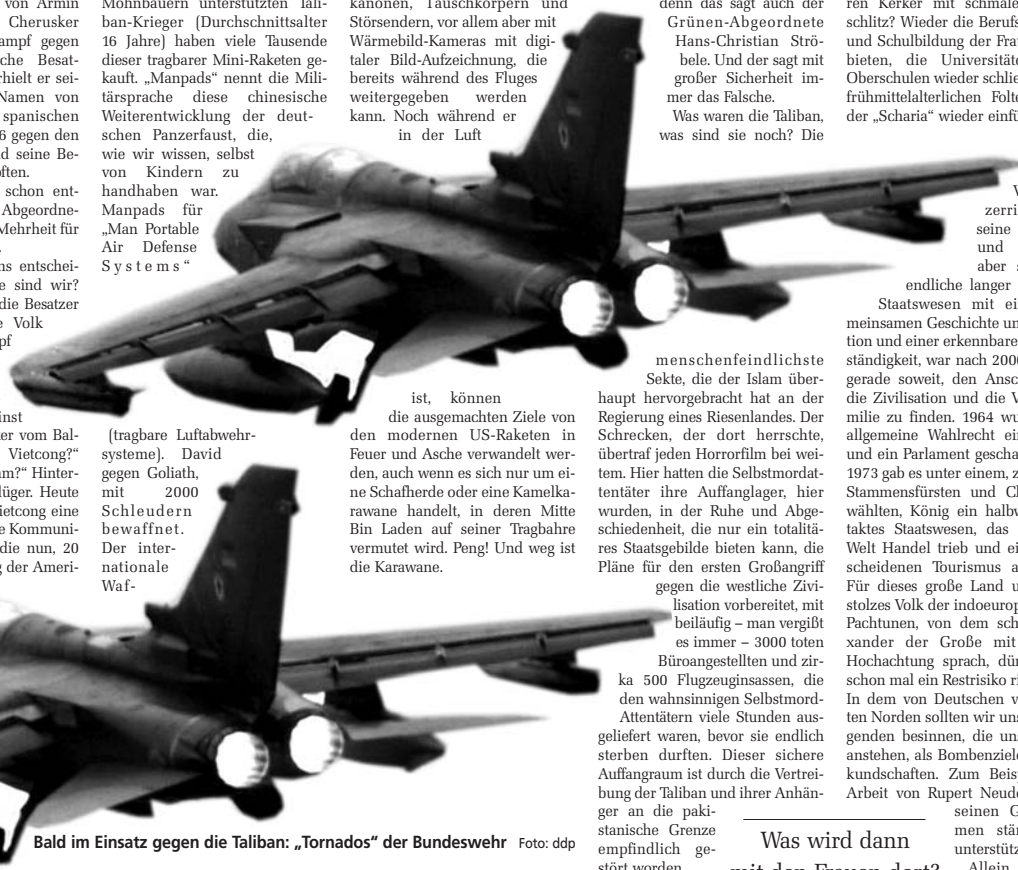 von Armin
Cherusker
ampf gegen
che Besat-
hielt er sei-
Namen von
spanischen
6 gegen den
d seine Be-
ften.
schon ent-
Abgeordne-
Mehrheit für
ns entschei-
e sind wir?
die Besatzer
e Volk
pf
inst
er vom Bal-
Vietcong?“
m?“ Hinter-
lüger. Heute
ietcong eine
e Kommuni-
die nun, 20
g der Ameri-
Mohnbauern unterstützten Tali-
ban-Krieger (Durchschnittsalter
16 Jahre) haben viele Tausende
dieser tragbarer Mini-Raketen ge-
kauft. „Manpads“ nennt die Mili-
tärsprache diese chinesische
Weiterentwicklung der deut-
schen Panzerfaust, die,
wie wir wissen, selbst
von Kindern zu
handhaben war.
Manpads für
„Man Portable
Air Defense
Systems“
(tragbare Luftabwehr-
systeme). David
gegen Goliath,
mit 2000
Schleudern
bewaffnet.
Der inter-
nationale
Waf-
kanonen, Täuschkörpern und
Störsendern, vor allem aber mit
Wärmebild-Kameras mit digi-
taler Bild-Aufzeichnung, die
bereits während des Fluges
weitergegeben werden
kann. Noch während er
in der Luft
ist, können
die ausgemachten Ziele von
den modernen US-Raketen in
Feuer und Asche verwandelt wer-
den, auch wenn es sich nur um ei-
ne Schafherde oder eine Kamelka-
rawane handelt, in deren Mitte
Bin Laden auf seiner Tragbahre
vermutet wird. Peng! Und weg ist
die Karawane.
denn das sagt auch der
Grünen-Abgeordnete
Hans-Christian Strö-
bele. Und der sagt mit
großer Sicherheit im-
mer das Falsche.
Was waren die Taliban,
was sind sie noch? Die
menschenfeindlichste
Sekte, die der Islam über-
haupt hervorgebracht hat an der
Regierung eines Riesenlandes. Der
Schrecken, der dort herrschte,
übertraf jeden Horrorfilm bei wei-
tem. Hier hatten die Selbstmordat-
tentäter ihre Auffanglager, hier
wurden, in der Ruhe und Abge-
schiedenheit, die nur ein totalitä-
res Staatsgebilde bieten kann, die
Pläne für den ersten Großangriff
gegen die westliche Zivi-
lisation vorbereitet, mit
beiläufig – man vergißt
es immer – 3000 toten
Büroangestellten und zir-
ka 500 Flugzeuginsassen, die
den wahnsinnigen Selbstmord-
Attentätern viele Stunden aus-
geliefert waren, bevor sie endlich
sterben durften. Dieser sichere
Auffangraum ist durch die Vertrei-
bung der Taliban und ihrer Anhän-
ger an die paki-
stanische Grenze
empfindlich ge-
stört worden
ren Kerker mit schmale
schlitz? Wieder die Berufs
und Schulbildung der Fra
bieten, die Universitäte
Oberschulen wieder schlie
frühmittelalterlichen Folte
der „Scharia“ wieder einfü
zerri
seine
und
aber
endliche langer
Staatswesen mit ei
meinsamen Geschichte un
tion und einer erkennbare
ständigkeit, war nach 200
gerade soweit, den Ansc
die Zivilisation und die V
milie zu finden. 1964 wu
allgemeine Wahlrecht ein
und ein Parlament gescha
1973 gab es unter einem, z
Stammensfürsten und Cl
wählten, König ein halbw
taktes Staatswesen, das
Welt Handel trieb und ei
scheidenen Tourismus a
Für dieses große Land u
stolzes Volk der indoeurop
Pachtunen, von dem sch
xander der Große mit
Hochachtung sprach, dür
schon mal ein Restrisiko ri
In dem von Deutschen v
ten Norden sollten wir uns
genden besinnen, die uns
anstehen, als Bombenziele
kundschaften. Zum Beisp
Arbeit von Rupert Neude
seinen G
men stär
unterstütz
Allein
Was wird dann
mit den Frauen dort?
Bald im Einsatz gegen die Taliban: „Tornados“ der Bundeswehr Foto: ddp